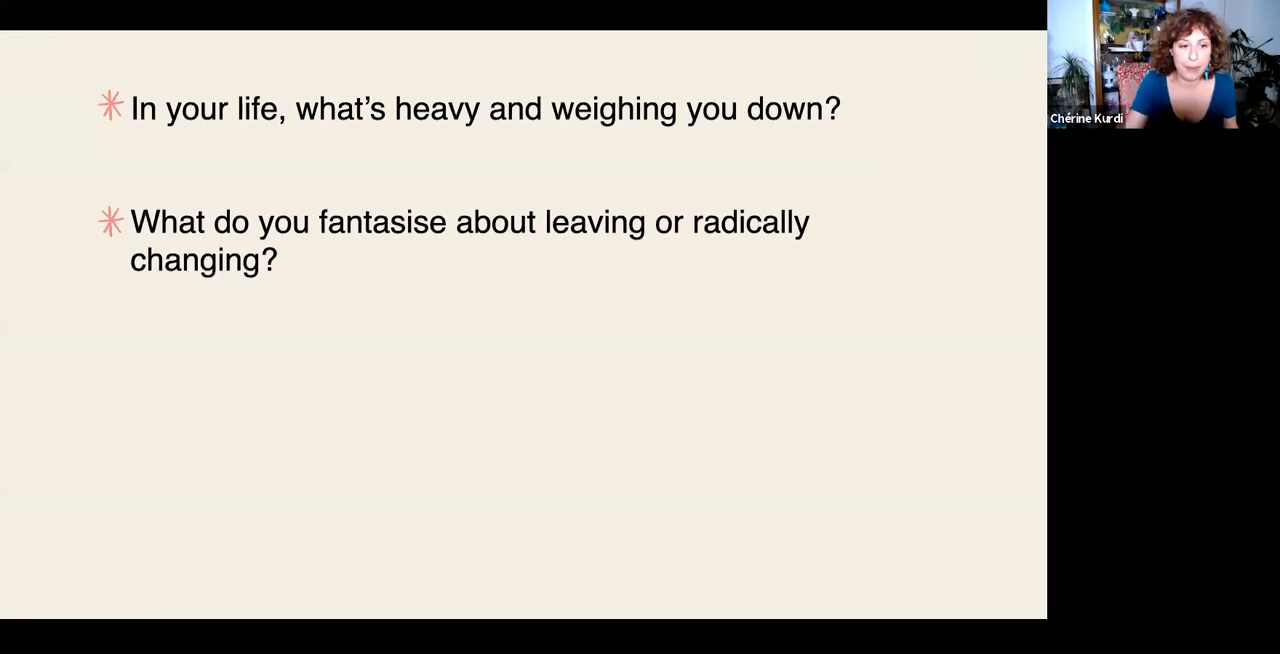 In your life, what’s heavy and weighing you down?
What do you fantasise about leaving or radically
changing?
Chérine Kurdi